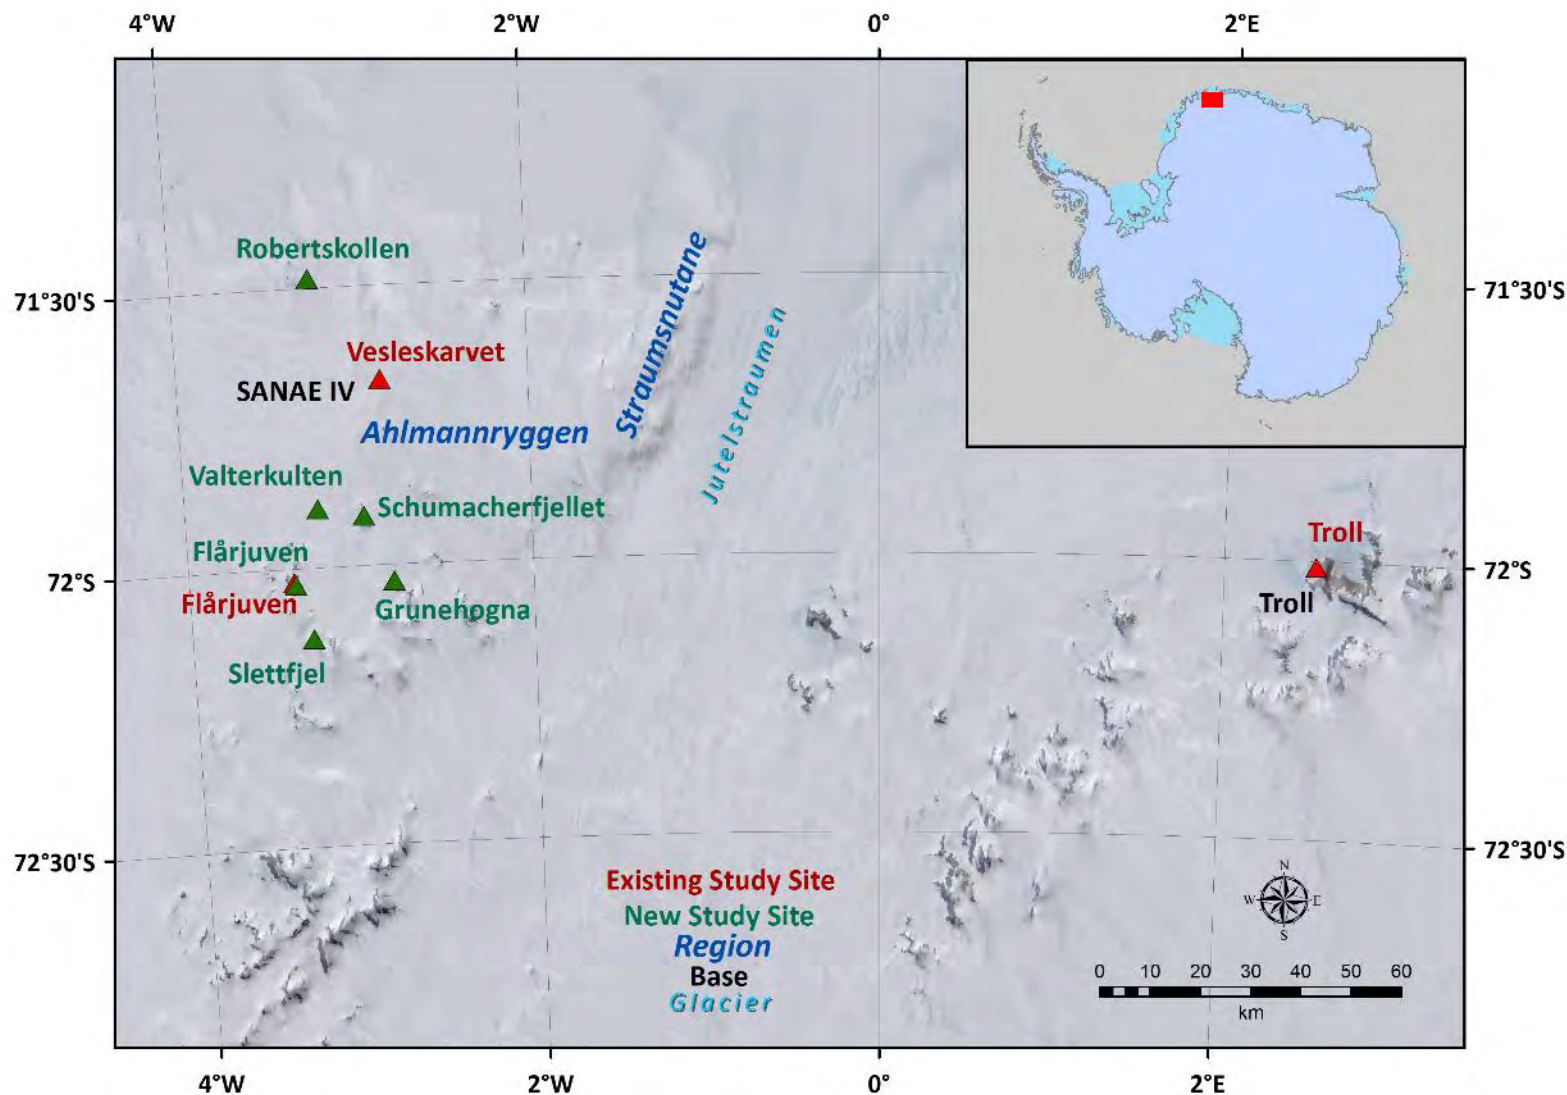 4°W 2°W 0° 2°E
Robertskollen
71°30'S 71°30'S
Straumsnutane
Jutelstraumen
Vesleskarvet
SANAE IV
Ahlmannryggen
Valterkulten
Schumacherfjellet
Flårjuven
Troll
72°S 72°S
Flårjuven
Grunehogna
Troll
Slettfjel
72°30'S 72°30'S
Existing Study Site
New Study Site
Region
Base
Glacier
N
W E
S
0 10 20 30 40 50 60
km
4°W 2°W 0° 2°E